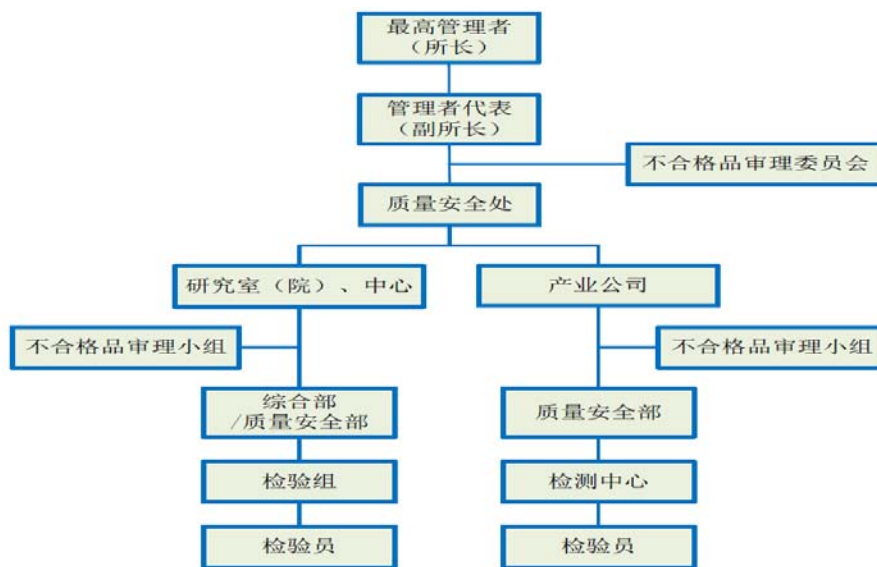 最高管理者
（所长）
管理者代表
（副所长）
不合格品审理委员会
质量安全处
研究室（院）、中心
产业公司
不合格品审理小组
不合格品审理小组
综合部
/质量安全部
质量安全部
检验组
检测中心
检验员
检验员